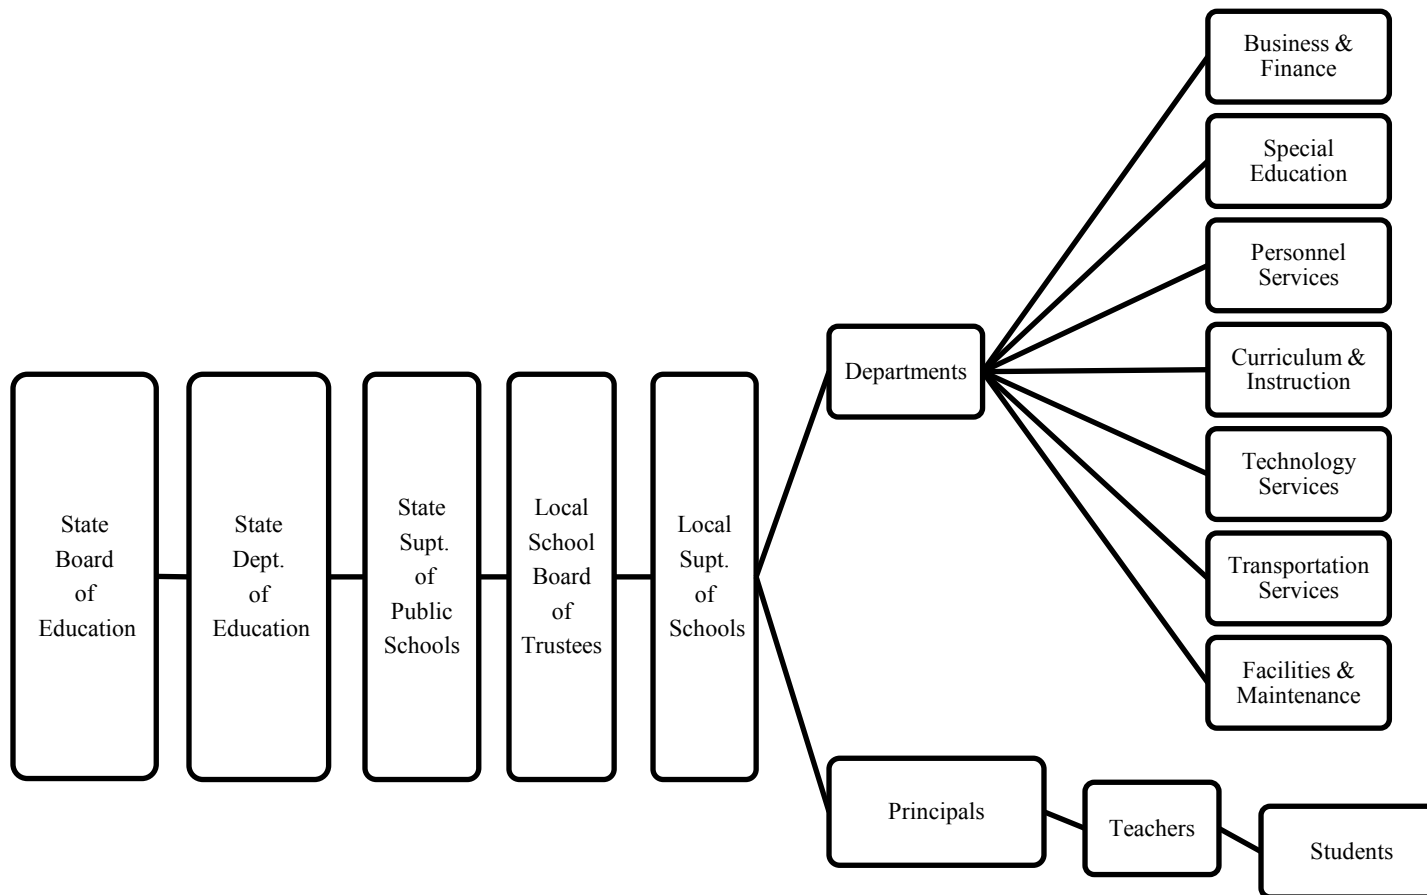 State
Board
of
Education
State
Dept.
of
Education
State
Supt.
of
Public
Schools
Local
School
Board
of
Trustees
Local
Supt.
of
Schools
Departments
Business &
Finance
Special
Education
Personnel
Services
Curriculum &
Instruction
Technology
Services
Transportation
Services
Facilities &
Maintenance
Principals
Teachers
Students